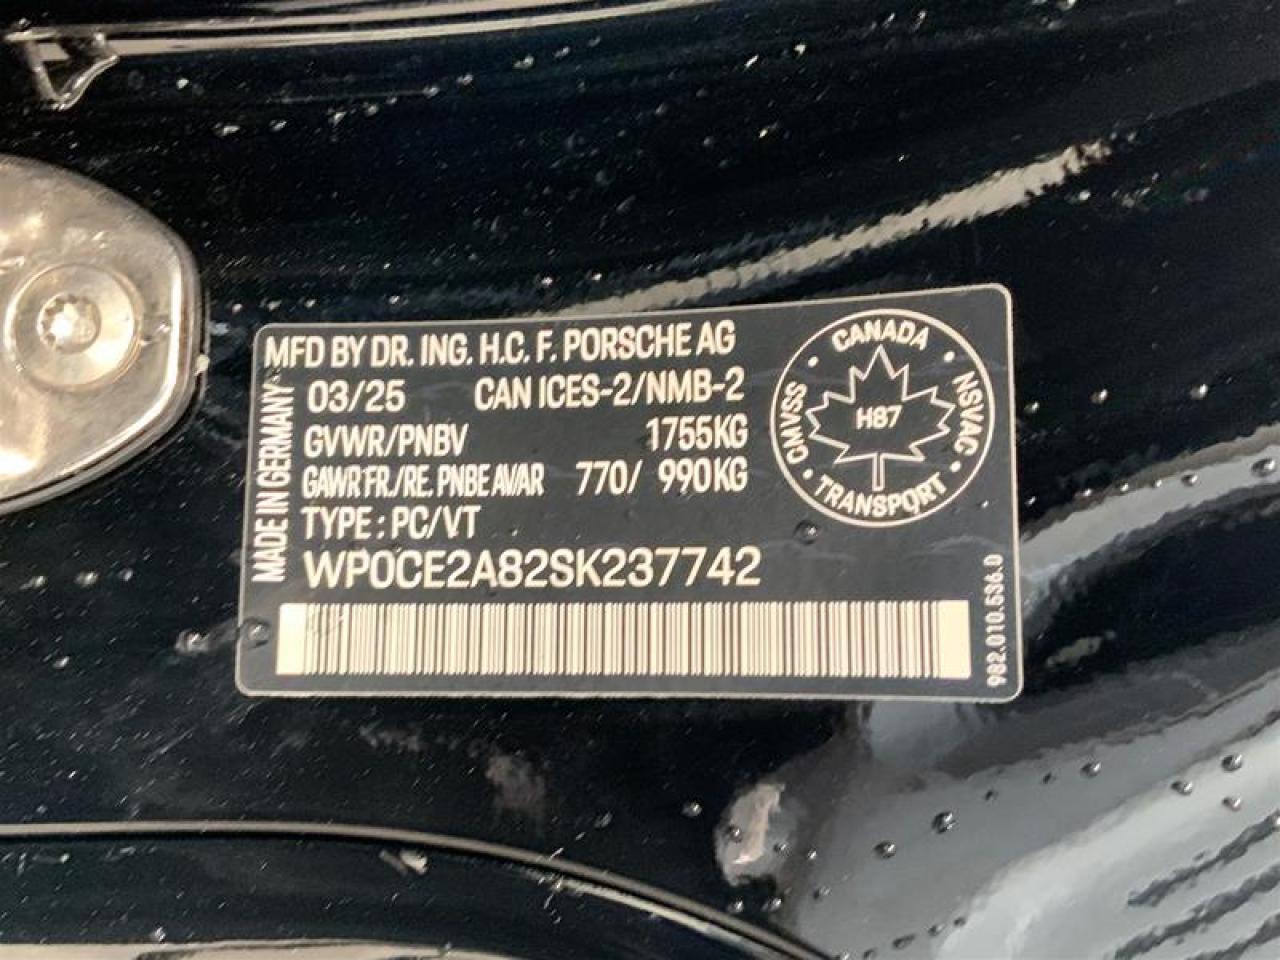 MFD BY DR. ING. H.C. F. PORSCHE AG
03/25 CAN ICES-2/NMB-2
GVWR/PNBV 1755KG
GAWR FR./RE. PNBE AV/AR 770/ 990KG
TYPE : PC/VT
WP0CE2A82SK237742
MADE IN GERMANY
CANADA
CMVSS
NSVAC
TRANSPORT
H87
982.010.536.D